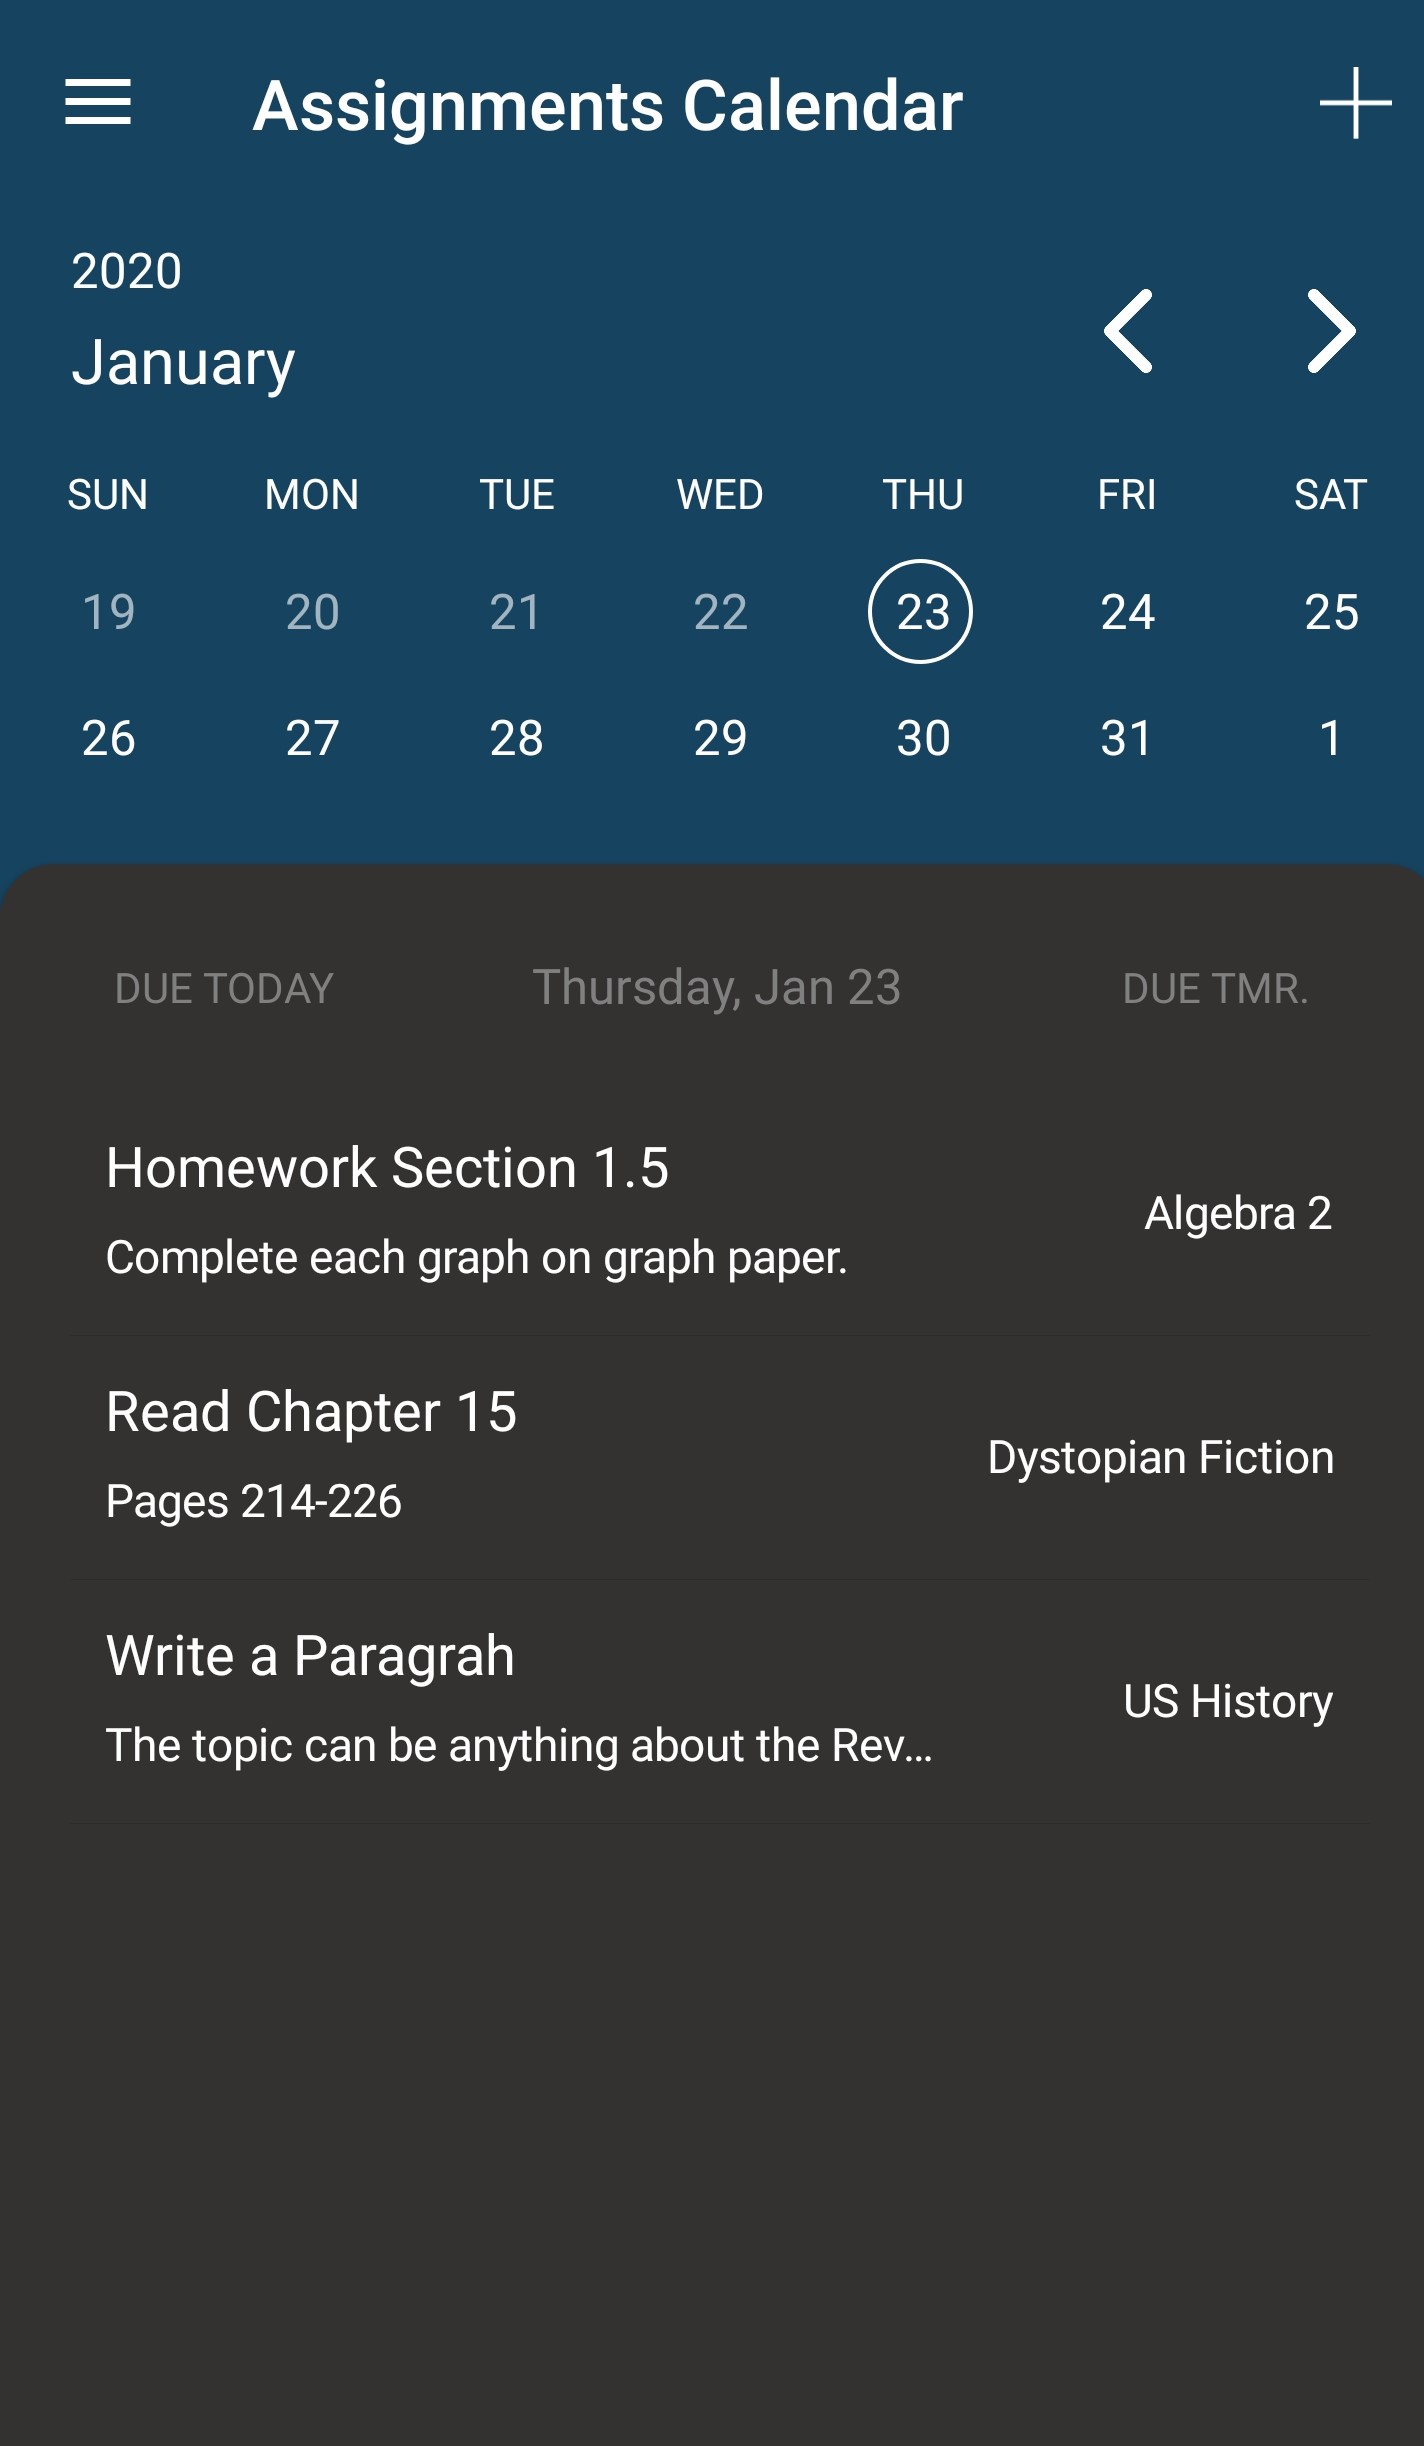 Assignments Calendar
2020
January
SUN MON TUE WED THU FRI SAT
19 20 21 22 23 24 25
26 27 28 29 30 31 1
DUE TODAY Thursday, Jan 23 DUE TMR.
Homework Section 1.5
Complete each graph on graph paper.
Algebra 2
Read Chapter 15
Pages 214-226
Dystopian Fiction
Write a Paragrah
The topic can be anything about the Rev...
US History